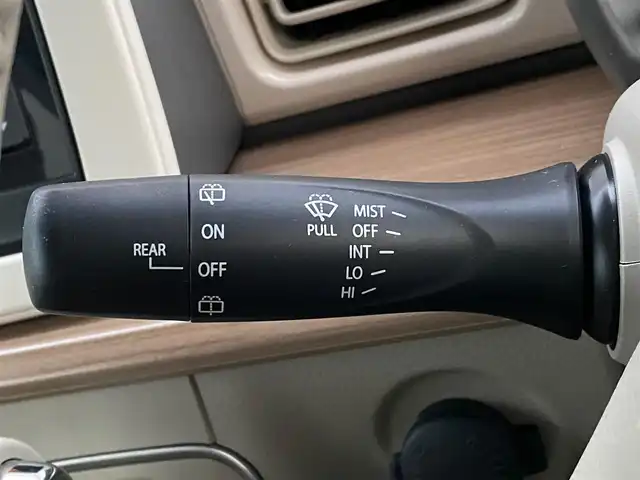 REAR
ON
OFF
PULL
MIST
OFF
INT
LO
HI